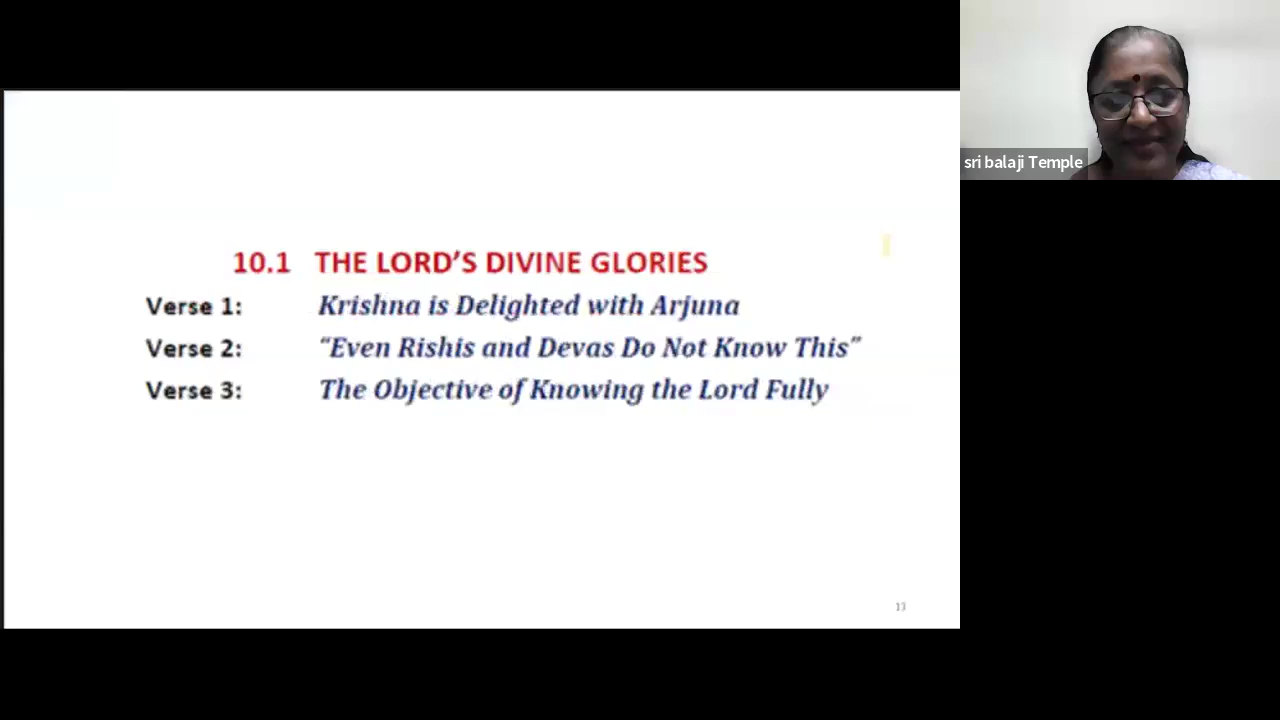 sri balaji Temple
10.1 THE LORD’S DIVINE GLORIES
Verse 1: Krishna is Delighted with Arjuna
Verse 2: “Even Rishis and Devas Do Not Know This”
Verse 3: The Objective of Knowing the Lord Fully
13